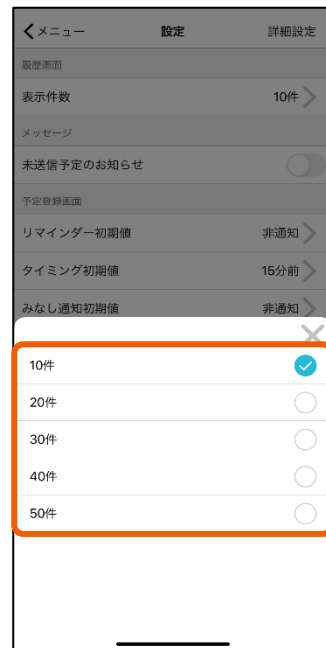 メニュー 設定 詳細設定
履歴画面
表示件数 10件
メッセージ
未送信予定のお知らせ
予定登録画面
リマインダー初期値 非通知
タイミング初期値 15分前
みなし通知初期値 非通知
10件
20件
30件
40件
50件